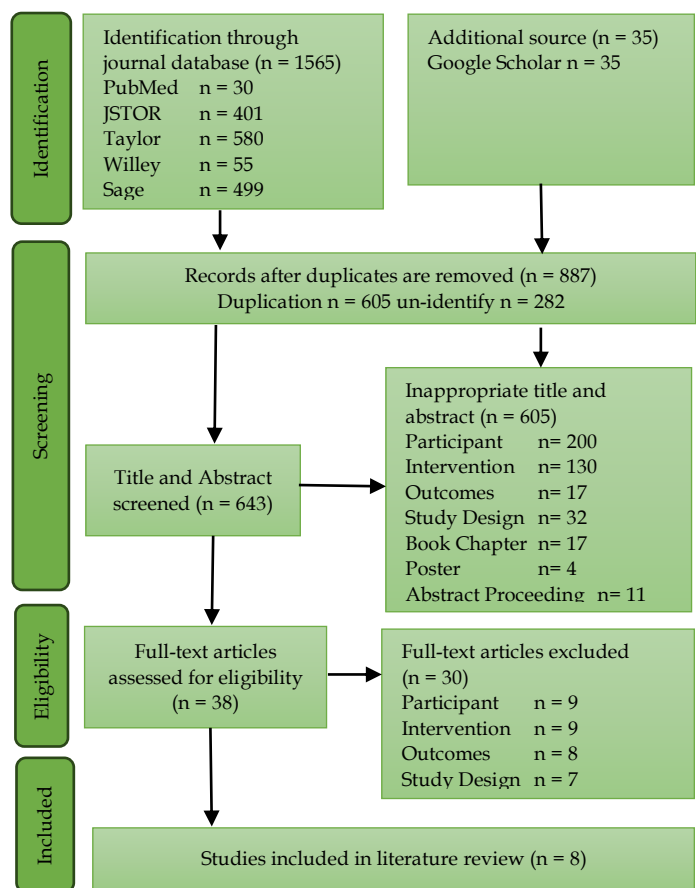 Identification
Identification through
journal database (n = 1565)
PubMed n = 30
JSTOR n = 401
Taylor n = 580
Willey n = 55
Sage n = 499
Additional source (n = 35)
Google Scholar n = 35
Screening
Records after duplicates are removed (n = 887)
Duplication n = 605 un-identify n = 282
Title and Abstract
screened (n = 643)
Inappropriate title and
abstract (n = 605)
Participant n= 200
Intervention n= 130
Outcomes n= 17
Study Design n= 32
Book Chapter n= 17
Poster n= 4
Abstract Proceeding n= 11
Eligibility
Full-text articles
assessed for eligibility
(n = 38)
Full-text articles excluded
(n = 30)
Participant n = 9
Intervention n = 9
Outcomes n = 8
Study Design n = 7
Included
Studies included in literature review (n = 8)